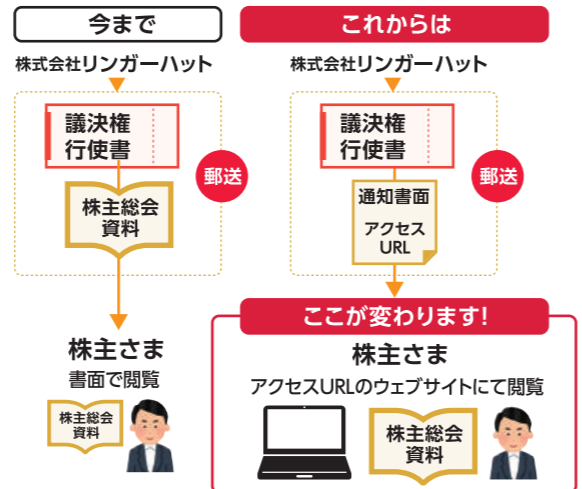 今まで
株式会社リンガーハット
議決権
行使書
郵送
株主総会
資料
株主さま
書面で閲覧
株主総会
資料
これからは
株式会社リンガーハット
議決権
行使書
郵送
通知書面
アクセス
URL
ここが変わります!
株主さま
アクセスURLのウェブサイトにて閲覧
株主総会
資料